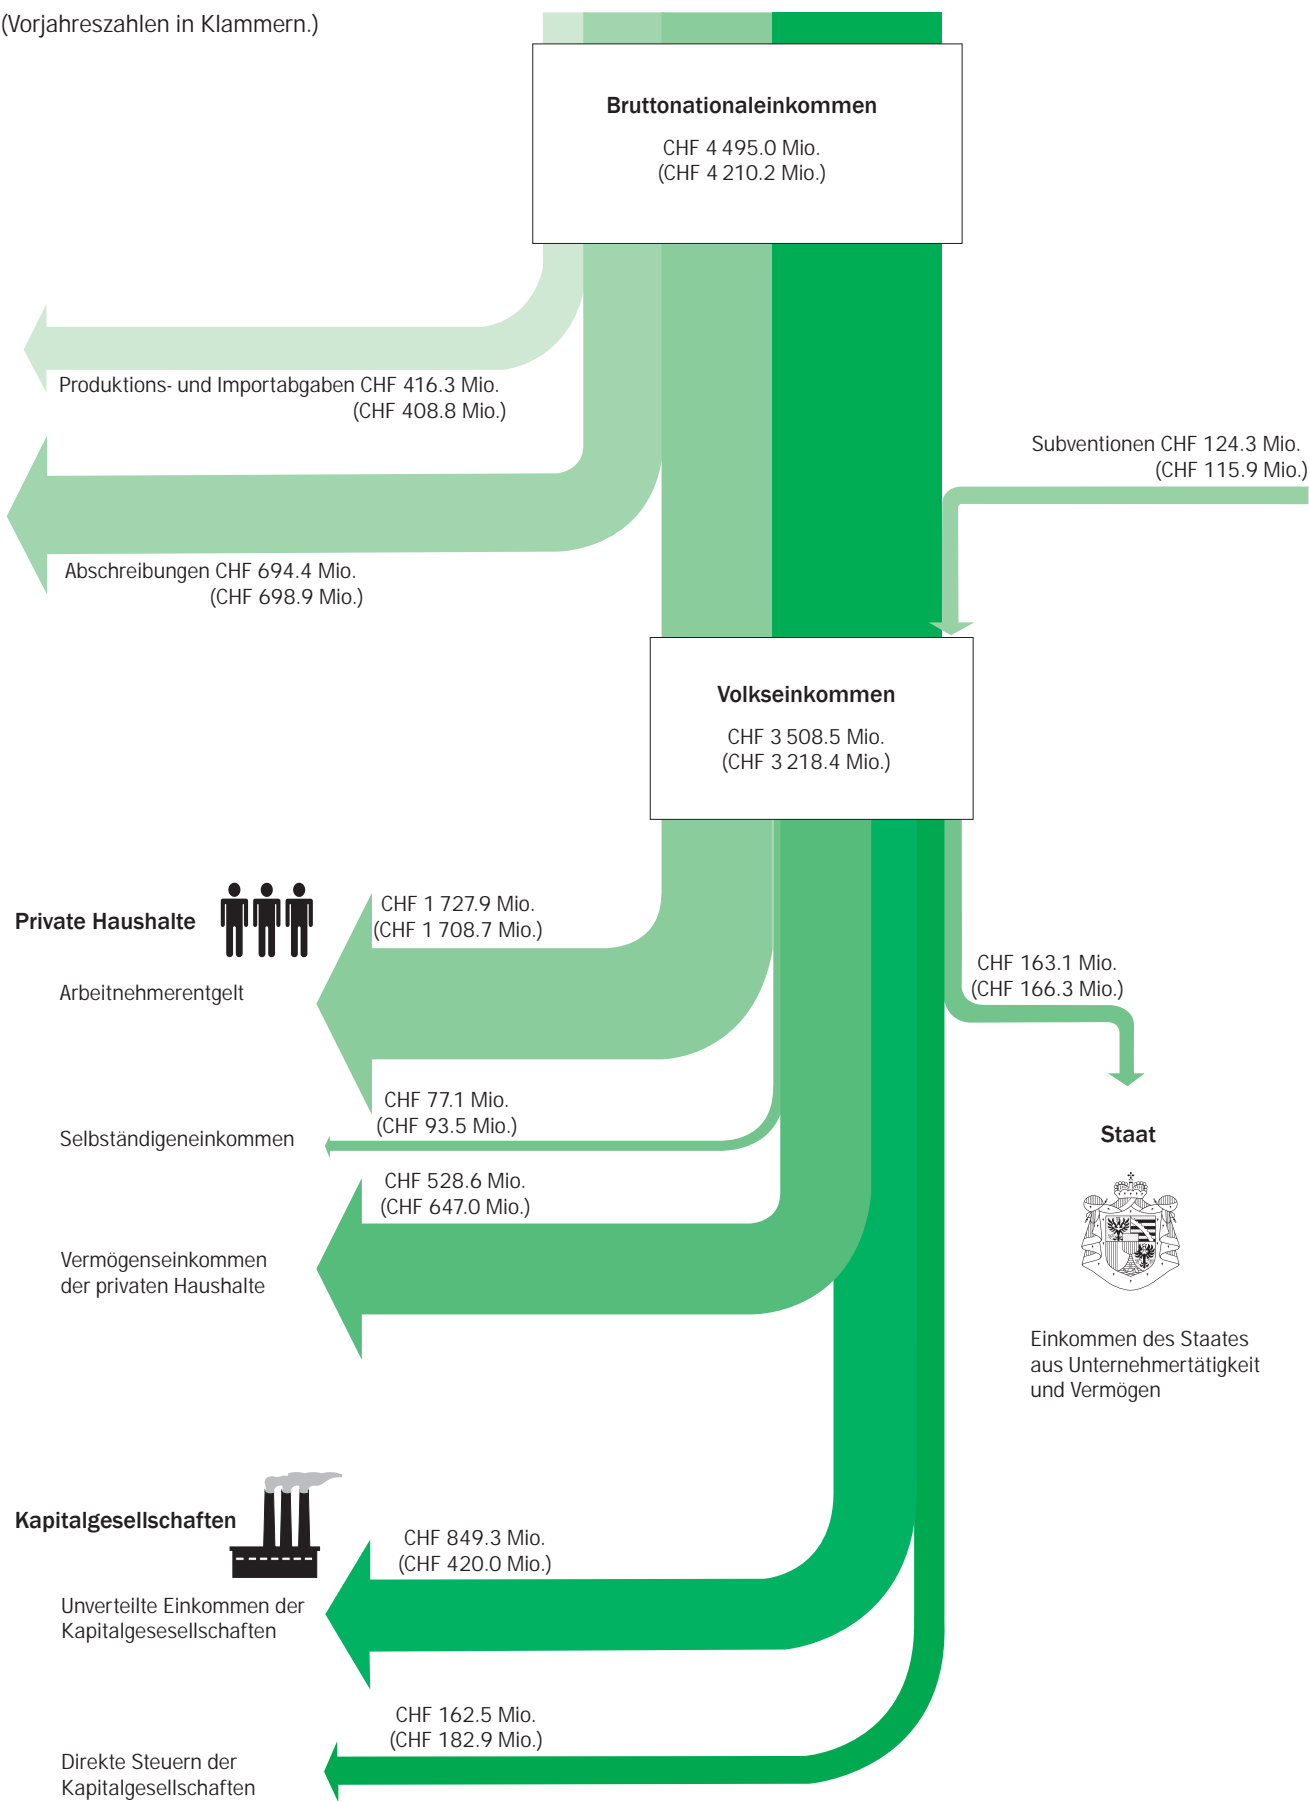 (Vorjahreszahlen in Klammern.)
Bruttonationaleinkommen
CHF 4 495.0 Mio.
(CHF 4 210.2 Mio.)
Produktions- und Importabgaben CHF 416.3 Mio.
(CHF 408.8 Mio.)
Subventionen CHF 124.3 Mio.
(CHF 115.9 Mio.)
Abschreibungen CHF 694.4 Mio.
(CHF 698.9 Mio.)
Volkseinkommen
CHF 3 508.5 Mio.
(CHF 3 218.4 Mio.)
Private Haushalte
CHF 1 727.9 Mio.
(CHF 1 708.7 Mio.)
Arbeitnehmerentgelt
CHF 163.1 Mio.
(CHF 166.3 Mio.)
CHF 77.1 Mio.
(CHF 93.5 Mio.)
Selbständigeneinkommen
Staat
CHF 528.6 Mio.
(CHF 647.0 Mio.)
Vermögenseinkommen
der privaten Haushalte
Einkommen des Staates
aus Unternehmertätigkeit
und Vermögen
Kapitalgesellschaften
CHF 849.3 Mio.
(CHF 420.0 Mio.)
Unverteilte Einkommen der
Kapitalgesesellschaften
CHF 162.5 Mio.
(CHF 182.9 Mio.)
Direkte Steuern der
Kapitalgesellschaften